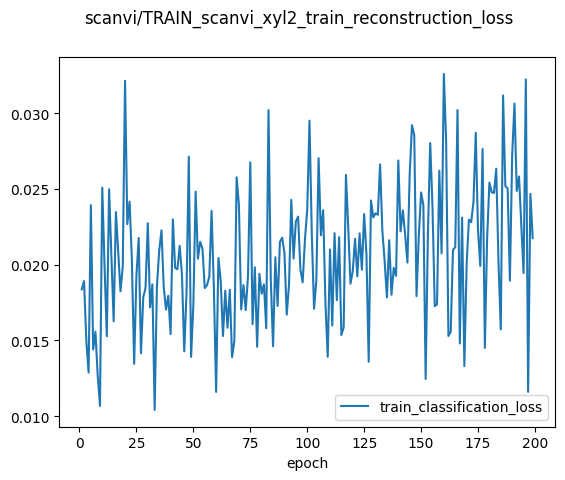 scanvi/TRAIN_scanvi_xyl2_train_reconstruction_loss
0.030
0.025
0.020
0.015
0.010
train_classification_loss
0 25 50 75 100 125 150 175 200
epoch